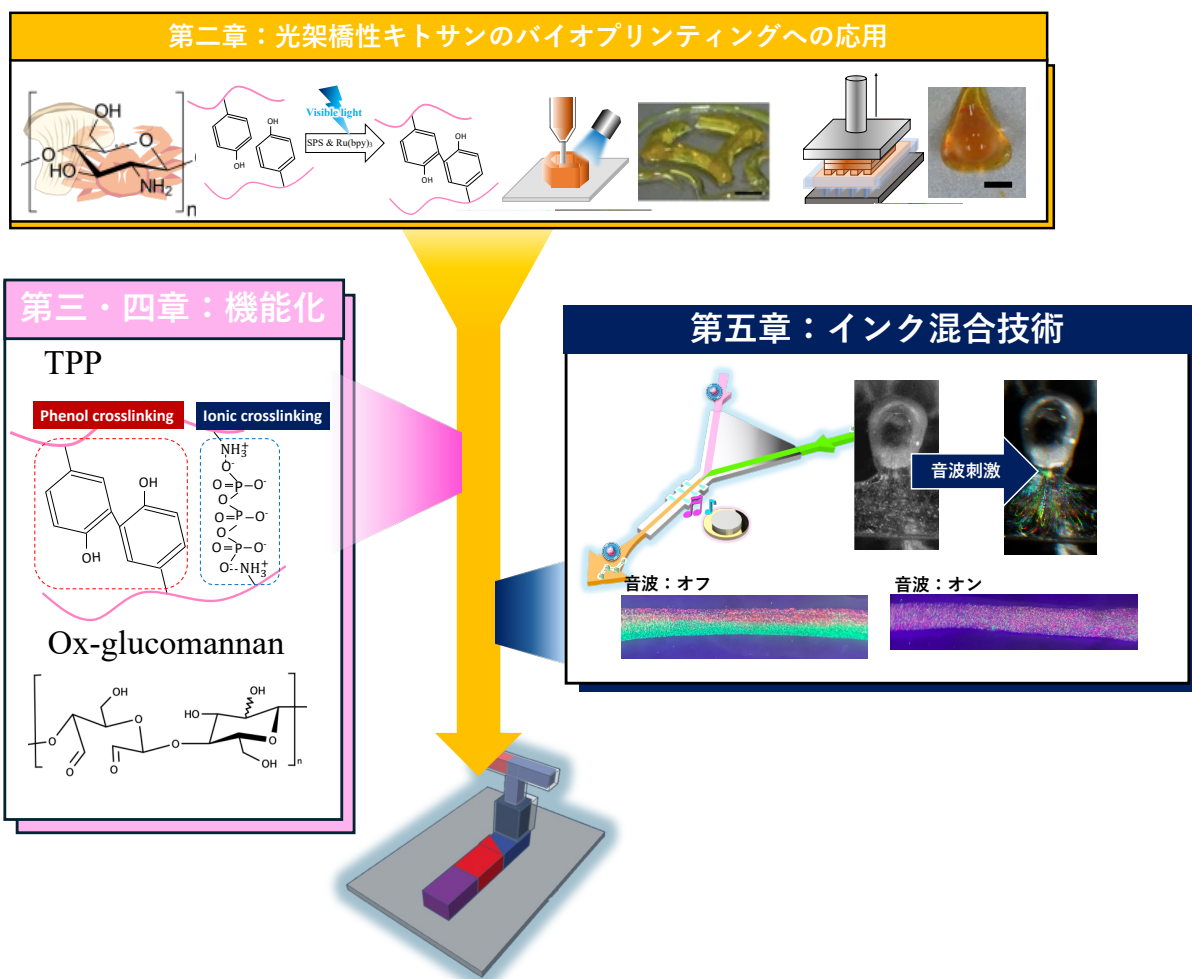 第二章：光架橋性キトサンのバイオプリンティングへの応用
OH
O
O
HO
NH2
n
OH
HO
Visible light
SPS & Ru(bpy)3
OH
OH
第三・四章：機能化
TPP
Phenol crosslinking
Ionic crosslinking
OH
OH
NH3+
O-
O=P-O-
O
O=P-O-
O
O=P-O-
O--NH3+
Ox-glucomannan
OH
OH
HO
O
O
O
O
O
O
OH
n
第五章：インク混合技術
音波刺激
音波：オフ
音波：オン